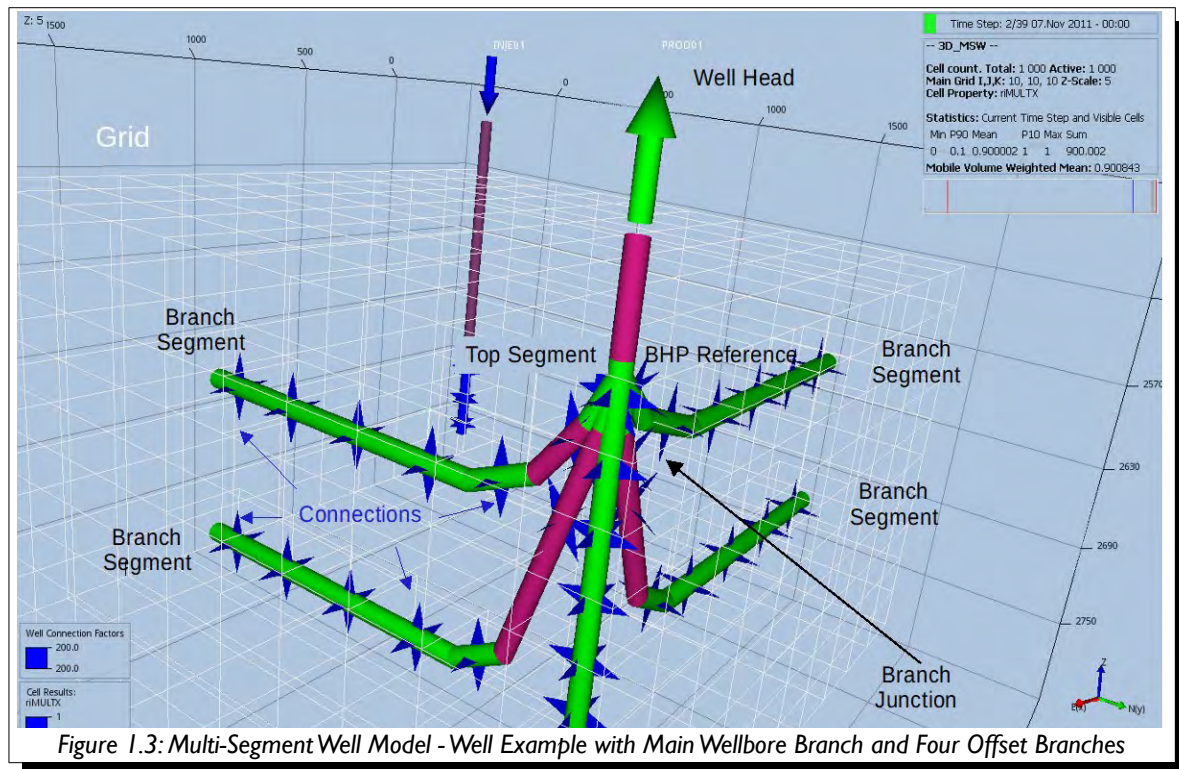 Z: 5
1500
1000
500
0
INJE01
PROD01
0
1000
1500
Well Head
Grid
Time Step: 2/39 07.Nov 2011 - 00:00
-- 3D_MSW --
Cell count. Total: 1 000 Active: 1 000
Main Grid I,J,K: 10, 10, 10 Z-Scale: 5
Cell Property: riMULTX
Statistics: Current Time Step and Visible Cells
Min P90 Mean P10 Max Sum
0 0.1 0.900002 1 1 900.002
Mobile Volume Weighted Mean: 0.900843
Branch
Segment
Top Segment
BHP Reference
Branch
Segment
2570
2630
Connections
Branch
Segment
Branch
Segment
2690
2750
Well Connection Factors
200.0
200.0
Cell Results:
riMULTX
1
Branch
Junction
Z
E(x)
N(y)
Figure 1.3: Multi-Segment Well Model - Well Example with Main Wellbore Branch and Four Offset Branches